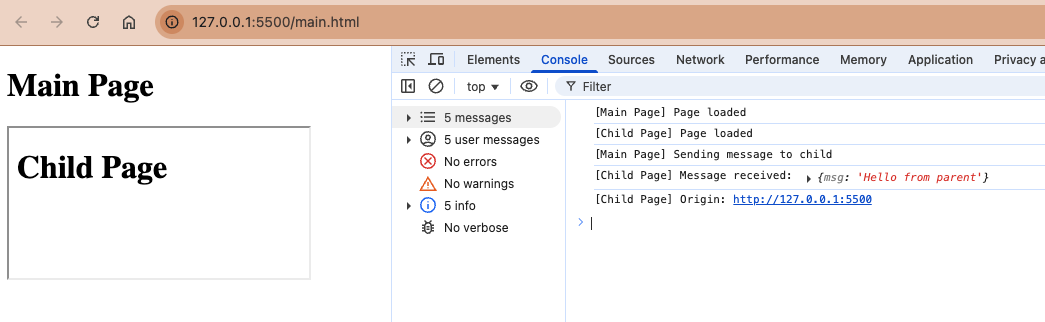 127.0.0.1:5500/main.html
Main Page
Child Page
Elements Console Sources Network Performance Memory Application Privacy a
top Filter
5 messages
5 user messages
No errors
No warnings
5 info
No verbose
[Main Page] Page loaded
[Child Page] Page loaded
[Main Page] Sending message to child
[Child Page] Message received: {msg: 'Hello from parent'}
[Child Page] Origin: http://127.0.0.1:5500